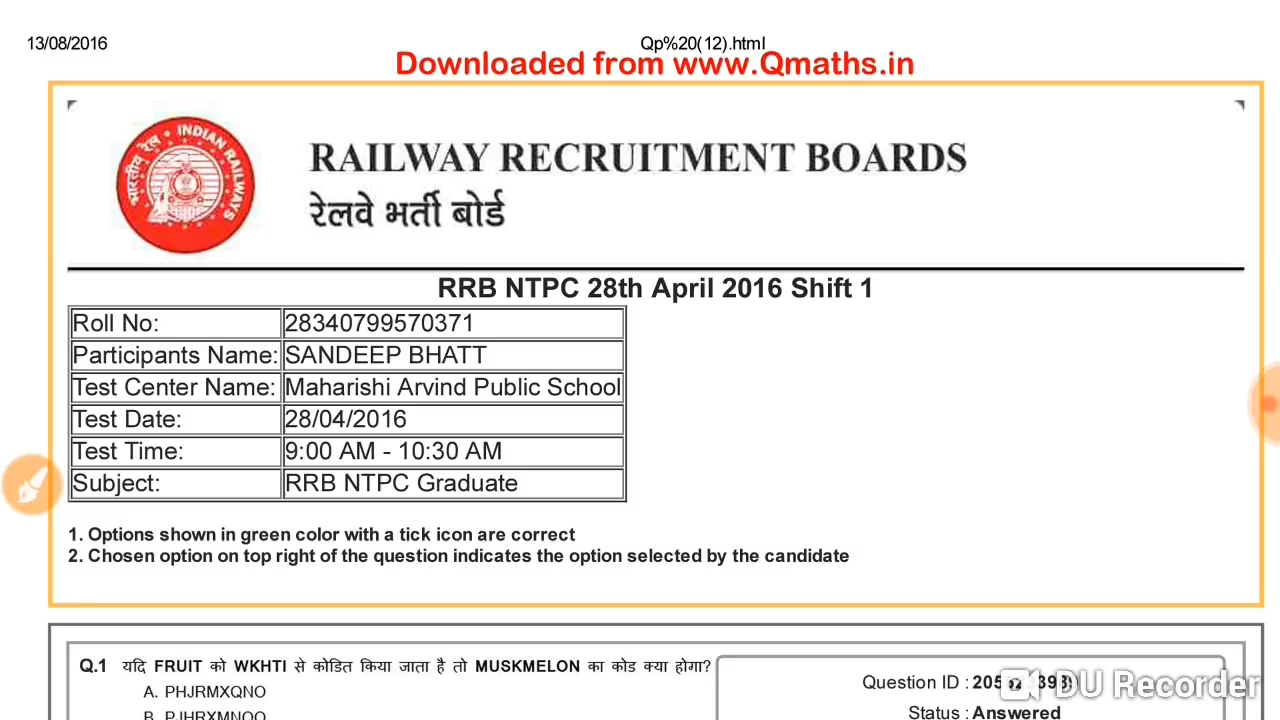 13/08/2016
Qp%20(12).html
Downloaded from www.Qmaths.in
भारतीय रेल • INDIAN RAILWAYS
RAILWAY RECRUITMENT BOARDS
रेलवे भर्ती बोर्ड
RRB NTPC 28th April 2016 Shift 1
Roll No: 28340799570371
Participants Name: SANDEEP BHATT
Test Center Name: Maharishi Arvind Public School
Test Date: 28/04/2016
Test Time: 9:00 AM - 10:30 AM
Subject: RRB NTPC Graduate
1. Options shown in green color with a tick icon are correct
2. Chosen option on top right of the question indicates the option selected by the candidate
Q.1 यदि FRUIT को WKHTI से कोडित किया जाता है तो MUSKMELON का कोड क्या होगा?
A. PHJRMXQNO
B. PJHRXMNOO
Question ID :
Status : Answered
DU Recorder